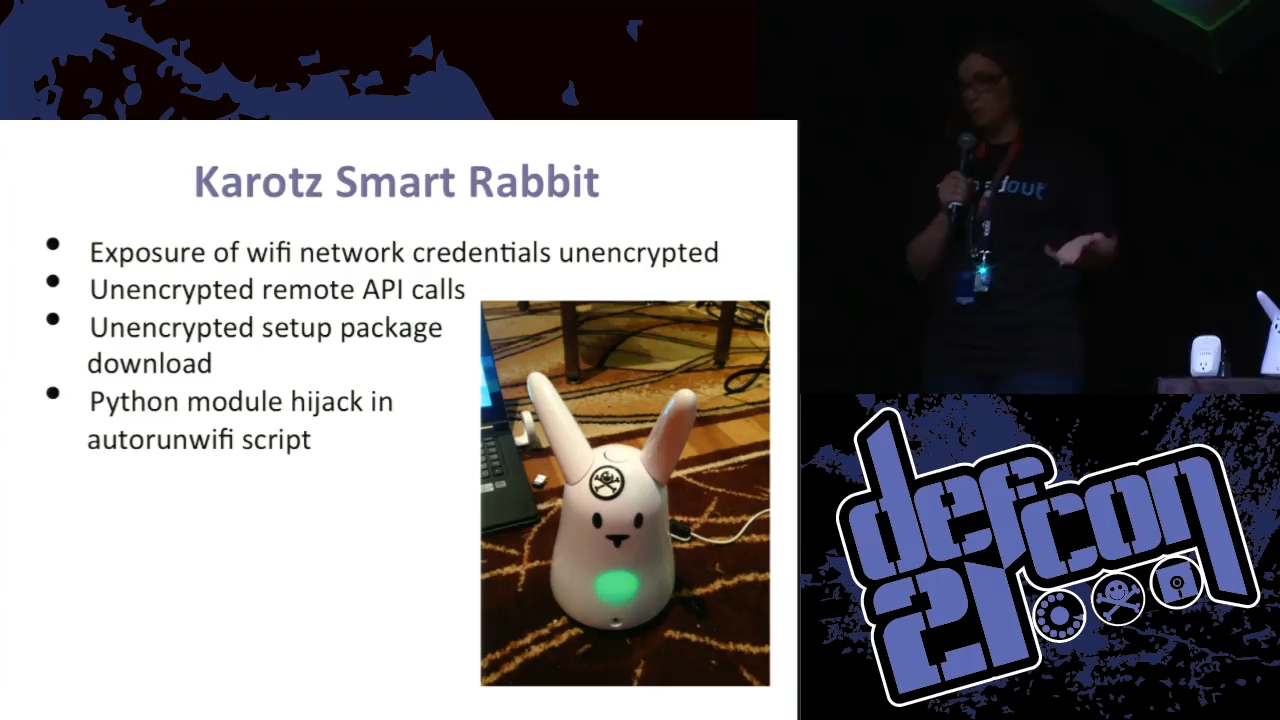 Karotz Smart Rabbit
• Exposure of wifi network credentials unencrypted
• Unencrypted remote API calls
• Unencrypted setup package
download
• Python module hijack in
autorunwifi script
out
defcon
21